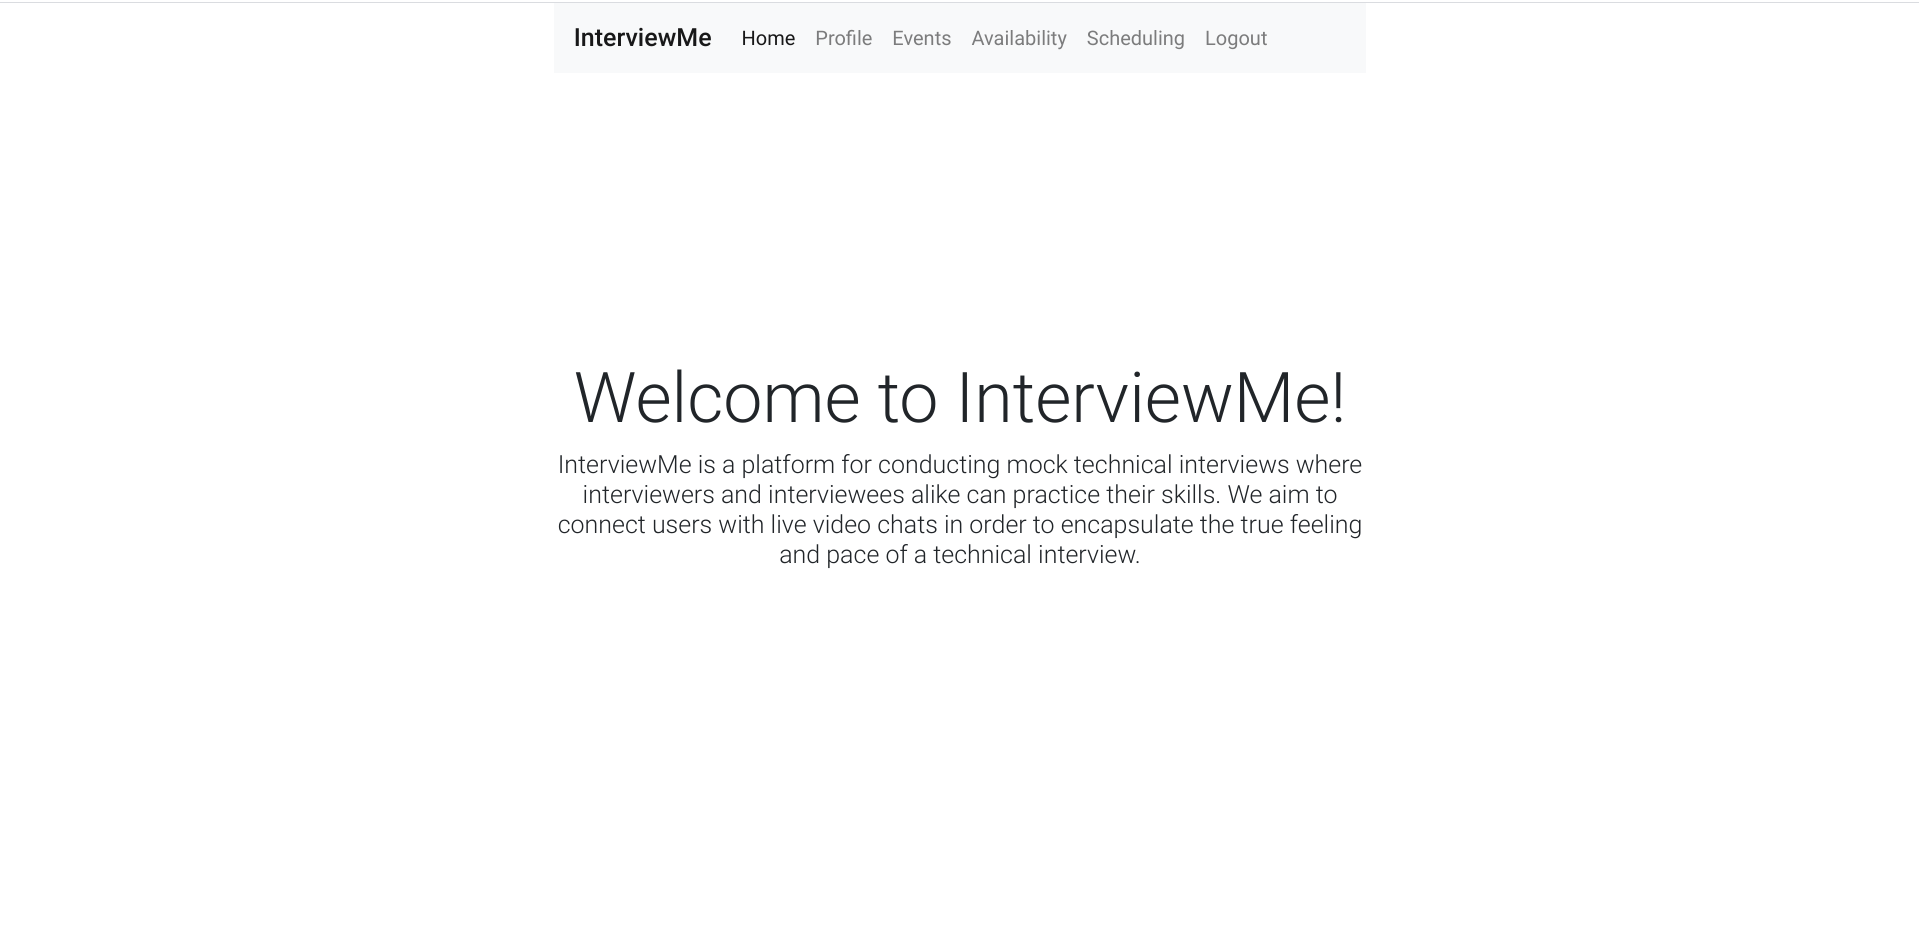 InterviewMe Home Profile Events Availability Scheduling Logout
Welcome to InterviewMe!
InterviewMe is a platform for conducting mock technical interviews where
interviewers and interviewees alike can practice their skills. We aim to
connect users with live video chats in order to encapsulate the true feeling
and pace of a technical interview.